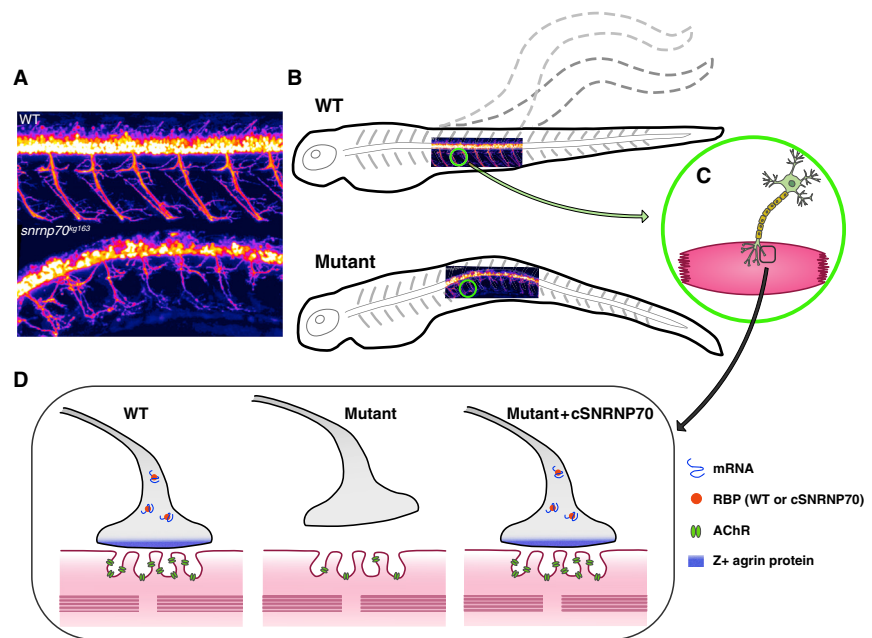 A
WT
snrnp70kg163
B
WT
Mutant
C
D
WT
Mutant
Mutant+cSNRNP70
mRNA
RBP (WT or cSNRNP70)
AChR
Z+ agrin protein